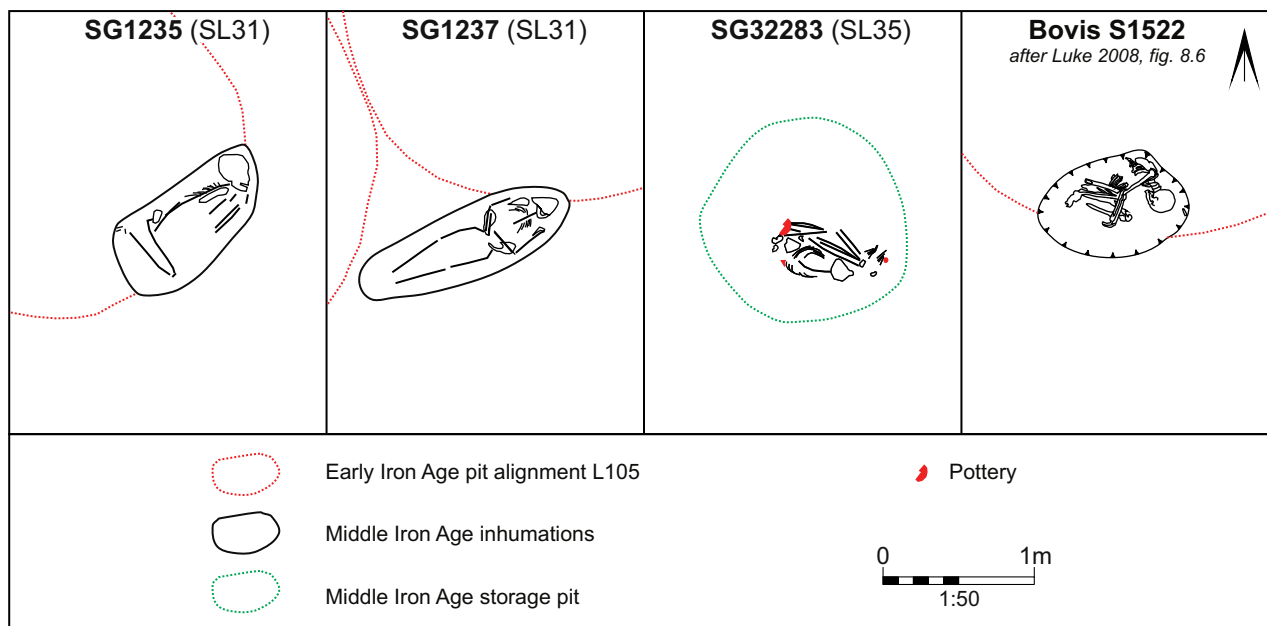 SG1235 (SL31)
SG1237 (SL31)
SG32283 (SL35)
Bovis S1522
after Luke 2008, fig. 8.6
Early Iron Age pit alignment L105
Middle Iron Age inhumations
Middle Iron Age storage pit
Pottery
0 1m
1:50